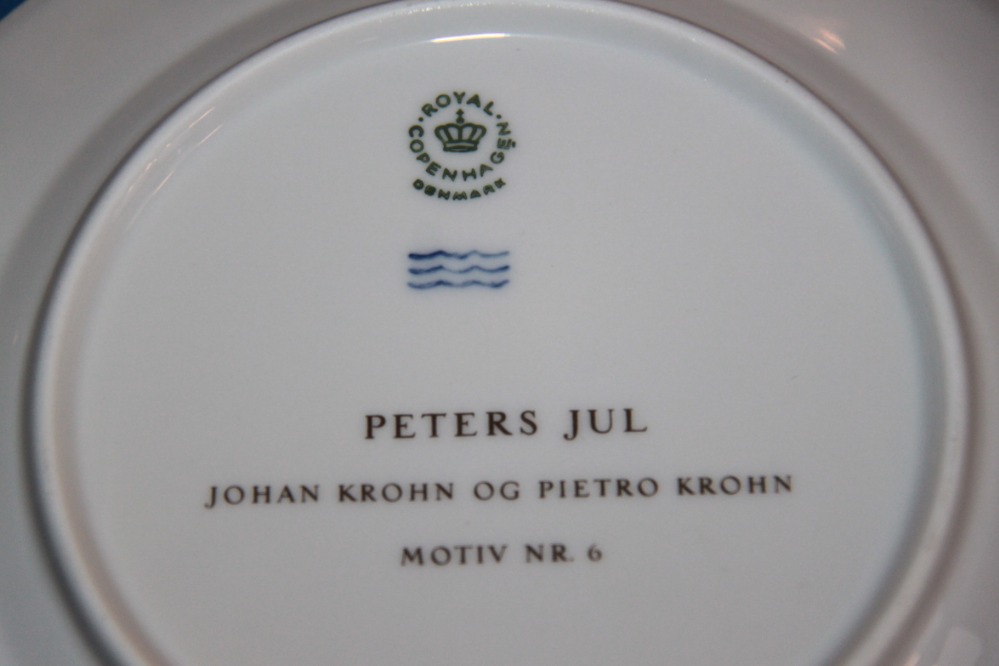 ROYAL
COPENHAGEN
DENMARK
PETERS JUL
JOHAN KROHN OG PIETRO KROHN
MOTIV NR. 6